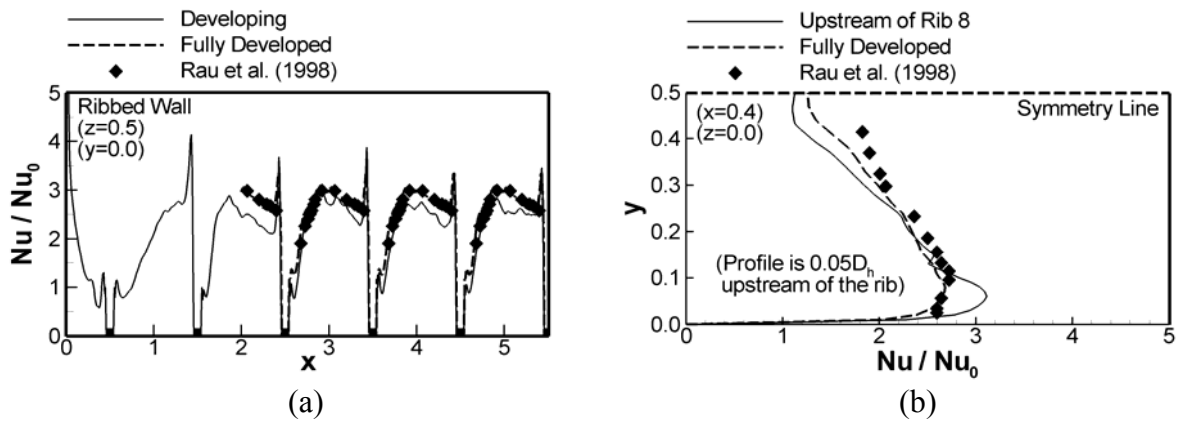 Developing
Fully Developed
Rau et al. (1998)
5
4
3
2
1
0
Nu / Nu₀
Ribbed Wall
(z=0.5)
(y=0.0)
0
1
2
3
4
5
x
(a)
Upstream of Rib 8
Fully Developed
Rau et al. (1998)
0.5
0.4
0.3
0.2
0.1
0.0
y
(x=0.4)
(z=0.0)
Symmetry Line
(Profile is 0.05Dₕ
upstream of the rib)
0
1
2
3
4
5
Nu / Nu₀
(b)